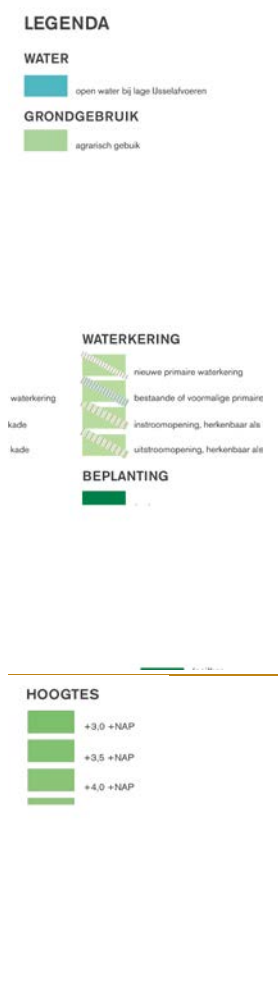 LEGENDA
WATER
open water bij lage IJsselafvoeren
GRONDGEBRUIK
agrarisch gebuik
WATERKERING
nieuwe primaire waterkering
waterkering
bestaande of voormalige primaire
kade
instroomopening, herkenbaar als
kade
uitstroomopening, herkenbaar als
BEPLANTING
HOOGTES
+3,0 +NAP
+3,5 +NAP
+4,0 +NAP